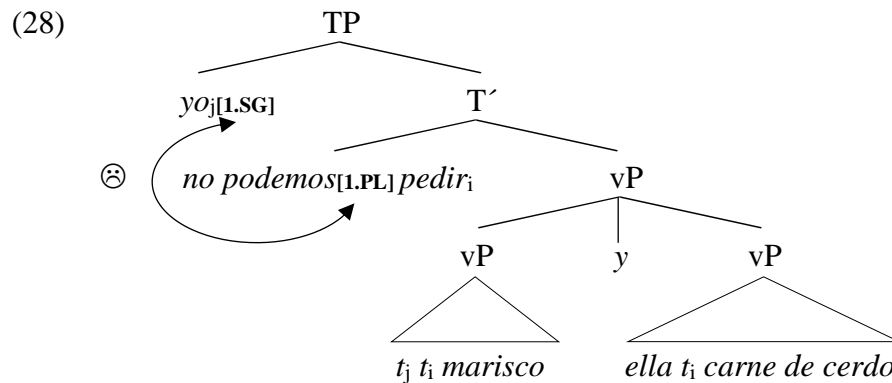 (28)
TP
yoj[1.SG] T´
☹ no podemos[1.PL] pediri vP
vP y vP
tj ti marisco ella ti carne de cerdo